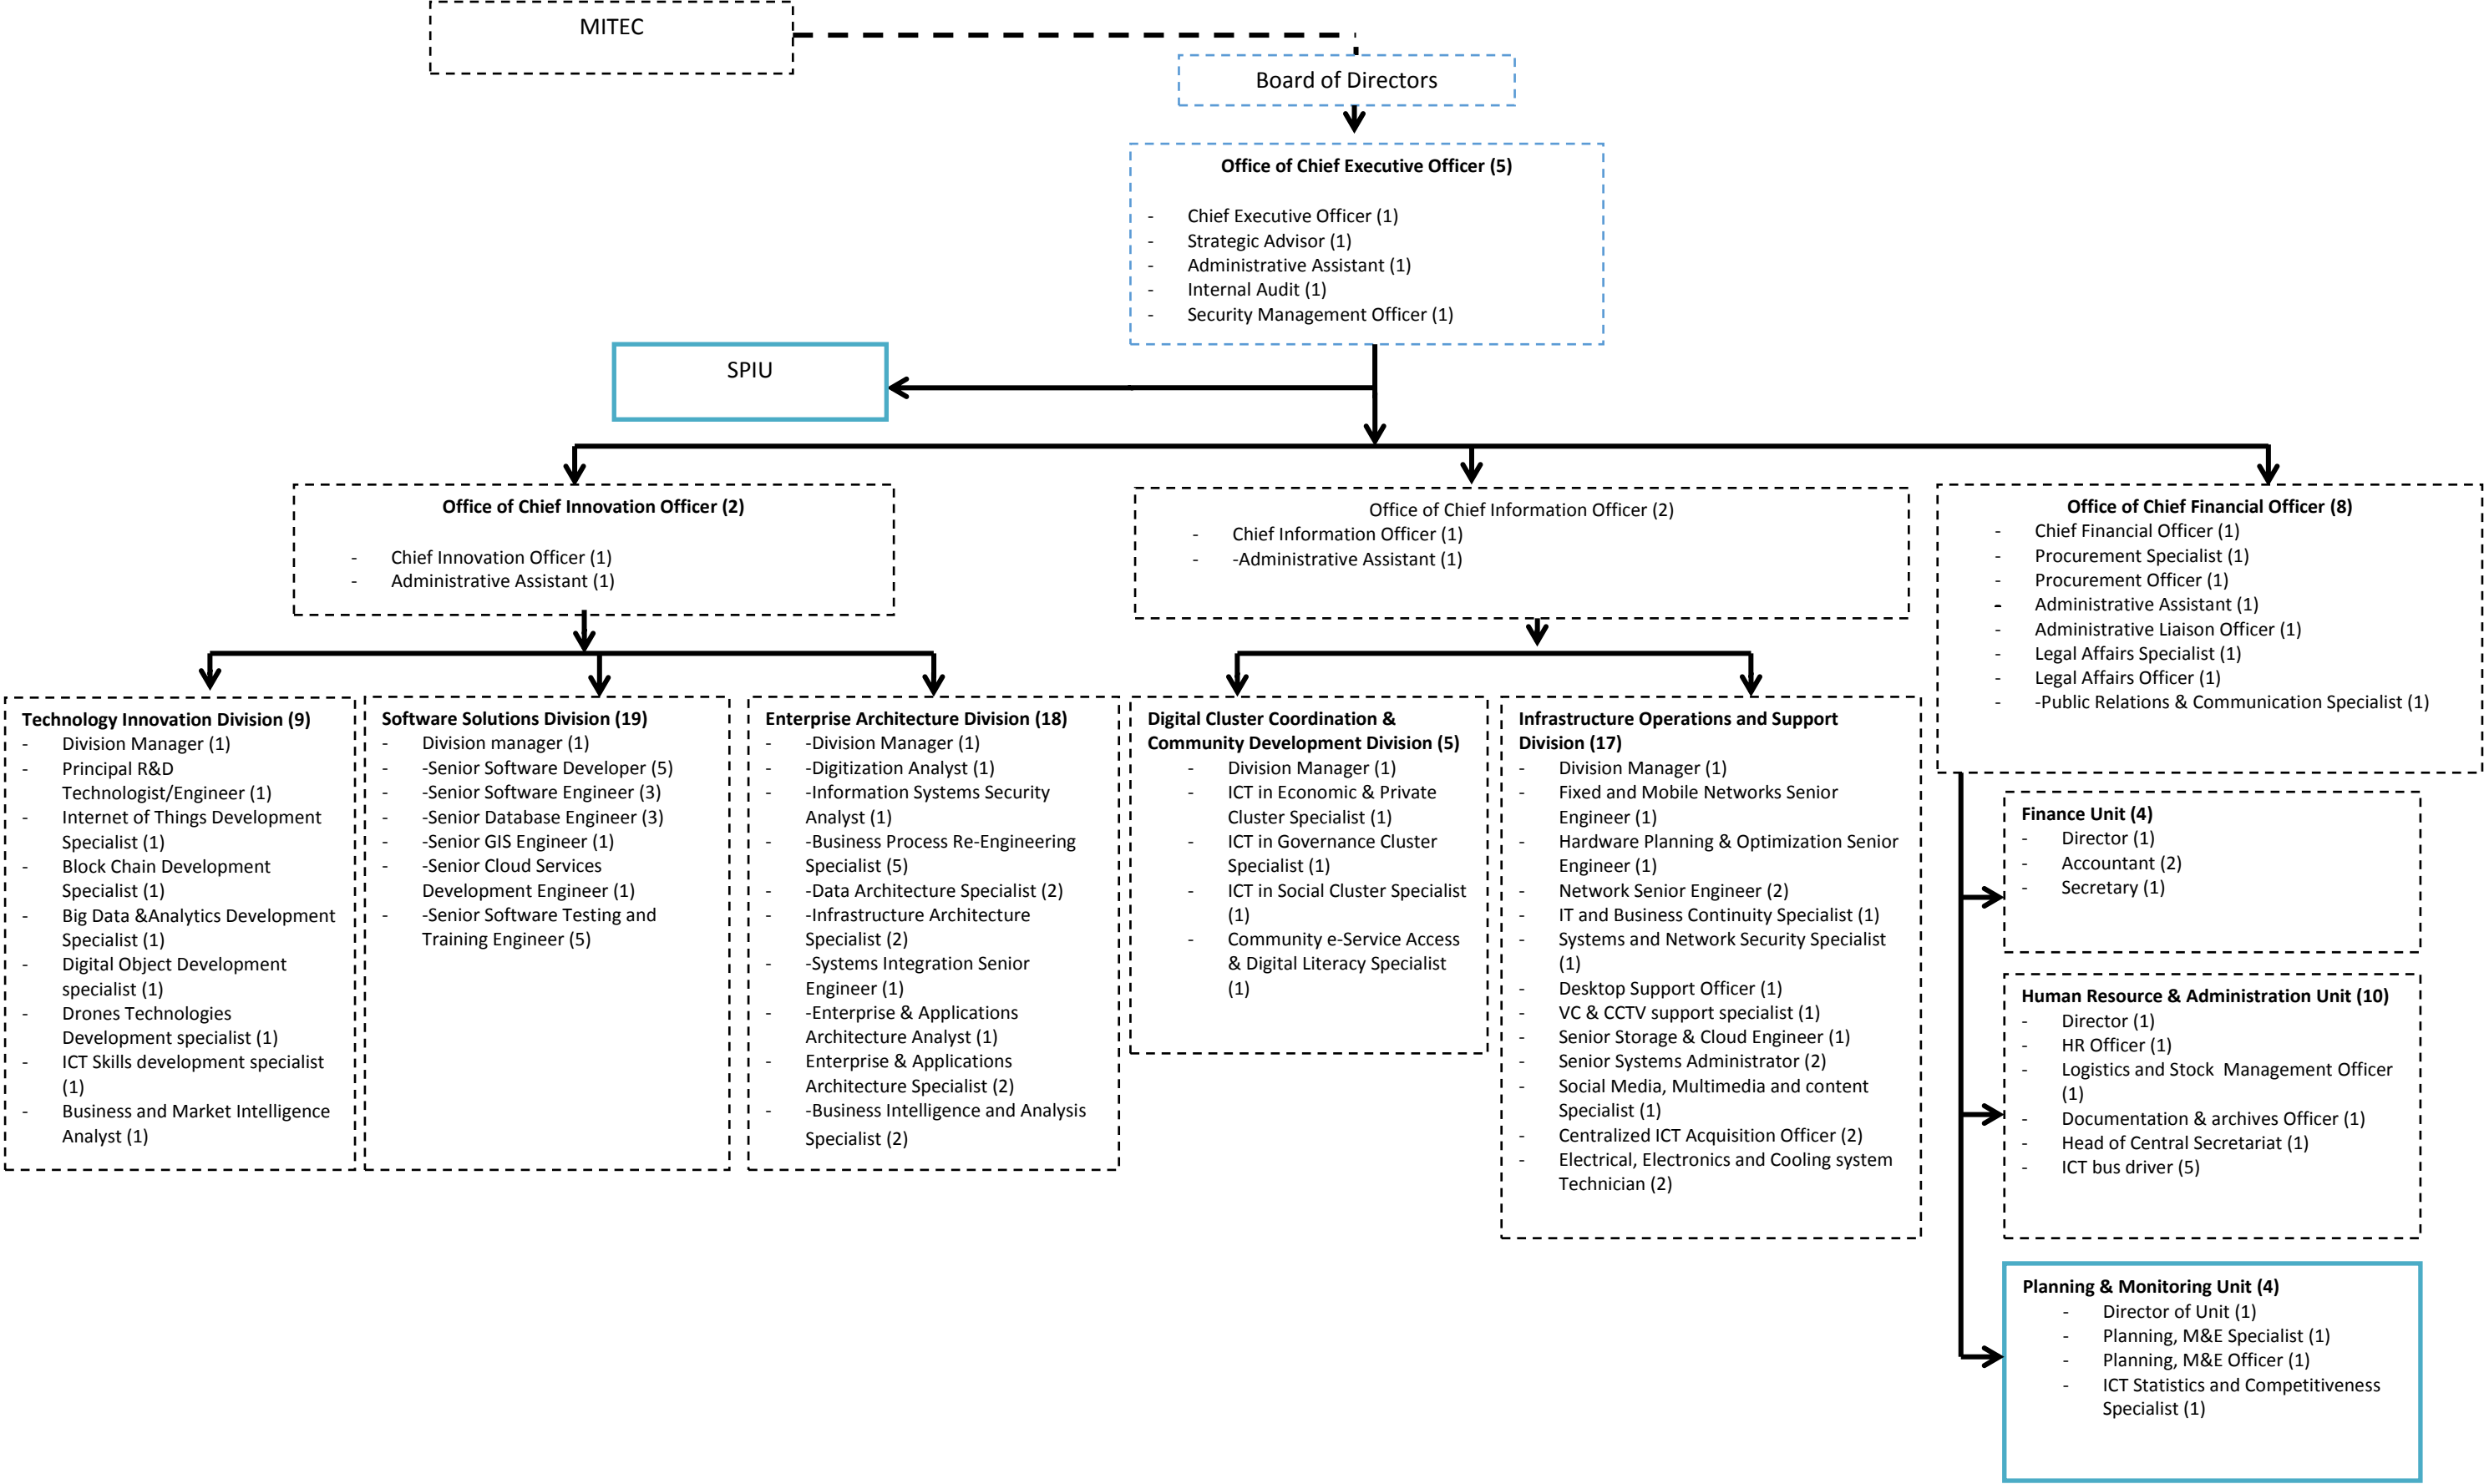 MITEC
Board of Directors
Office of Chief Executive Officer (5)
- Chief Executive Officer (1)
- Strategic Advisor (1)
- Administrative Assistant (1)
- Internal Audit (1)
- Security Management Officer (1)
SPIU
Office of Chief Innovation Officer (2)
- Chief Innovation Officer (1)
- Administrative Assistant (1)
Office of Chief Information Officer (2)
- Chief Information Officer (1)
- -Administrative Assistant (1)
Office of Chief Financial Officer (8)
- Chief Financial Officer (1)
- Procurement Specialist (1)
- Procurement Officer (1)
- Administrative Assistant (1)
- Administrative Liaison Officer (1)
- Legal Affairs Specialist (1)
- Legal Affairs Officer (1)
- -Public Relations & Communication Specialist (1)
Technology Innovation Division (9)
- Division Manager (1)
- Principal R&D
Technologist/Engineer (1)
- Internet of Things Development
Specialist (1)
- Block Chain Development
Specialist (1)
- Big Data &Analytics Development
Specialist (1)
- Digital Object Development
specialist (1)
- Drones Technologies
Development specialist (1)
- ICT Skills development specialist
(1)
- Business and Market Intelligence
Analyst (1)
Software Solutions Division (19)
- Division manager (1)
- -Senior Software Developer (5)
- -Senior Software Engineer (3)
- -Senior Database Engineer (3)
- -Senior GIS Engineer (1)
- -Senior Cloud Services
Development Engineer (1)
- -Senior Software Testing and
Training Engineer (5)
Enterprise Architecture Division (18)
- -Division Manager (1)
- -Digitization Analyst (1)
- -Information Systems Security
Analyst (1)
- -Business Process Re-Engineering
Specialist (5)
- -Data Architecture Specialist (2)
- -Infrastructure Architecture
Specialist (2)
- -Systems Integration Senior
Engineer (1)
- -Enterprise & Applications
Architecture Analyst (1)
- Enterprise & Applications
Architecture Specialist (2)
- -Business Intelligence and Analysis
Specialist (2)
Digital Cluster Coordination &
Community Development Division (5)
- Division Manager (1)
- ICT in Economic & Private
Cluster Specialist (1)
- ICT in Governance Cluster
Specialist (1)
- ICT in Social Cluster Specialist
(1)
- Community e-Service Access
& Digital Literacy Specialist
(1)
Infrastructure Operations and Support
Division (17)
- Division Manager (1)
- Fixed and Mobile Networks Senior
Engineer (1)
- Hardware Planning & Optimization Senior
Engineer (1)
- Network Senior Engineer (2)
- IT and Business Continuity Specialist (1)
- Systems and Network Security Specialist
(1)
- Desktop Support Officer (1)
- VC & CCTV support specialist (1)
- Senior Storage & Cloud Engineer (1)
- Senior Systems Administrator (2)
- Social Media, Multimedia and content
Specialist (1)
- Centralized ICT Acquisition Officer (2)
- Electrical, Electronics and Cooling system
Technician (2)
Finance Unit (4)
- Director (1)
- Accountant (2)
- Secretary (1)
Human Resource & Administration Unit (10)
- Director (1)
- HR Officer (1)
- Logistics and Stock Management Officer
(1)
- Documentation & archives Officer (1)
- Head of Central Secretariat (1)
- ICT bus driver (5)
Planning & Monitoring Unit (4)
- Director of Unit (1)
- Planning, M&E Specialist (1)
- Planning, M&E Officer (1)
- ICT Statistics and Competitiveness
Specialist (1)